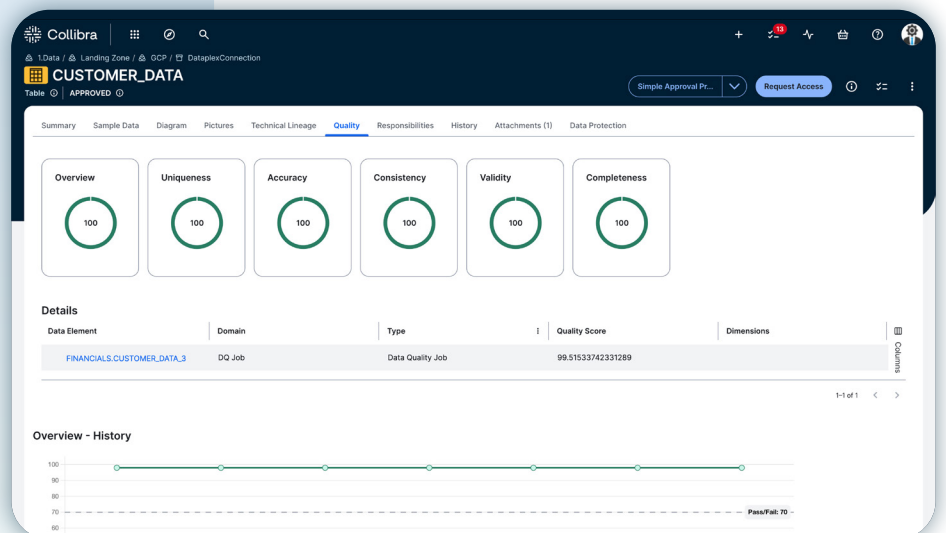 Collibra
13
1.Data / Landing Zone / GCP / DataplexConnection
CUSTOMER_DATA
Table APPROVED
Simple Approval Pr...
Request Access
Summary Sample Data Diagram Pictures Technical Lineage Quality Responsibilities History Attachments (1) Data Protection
Overview Uniqueness Accuracy Consistency Validity Completeness
100 100 100 100 100 100
Details
Data Element Domain Type Quality Score Dimensions
FINANCIALS.CUSTOMER_DATA_3 DQ Job Data Quality Job 99.51533742331289
Columns
1–1 of 1
Overview - History
100
90
80
70 Pass/Fail: 70
60